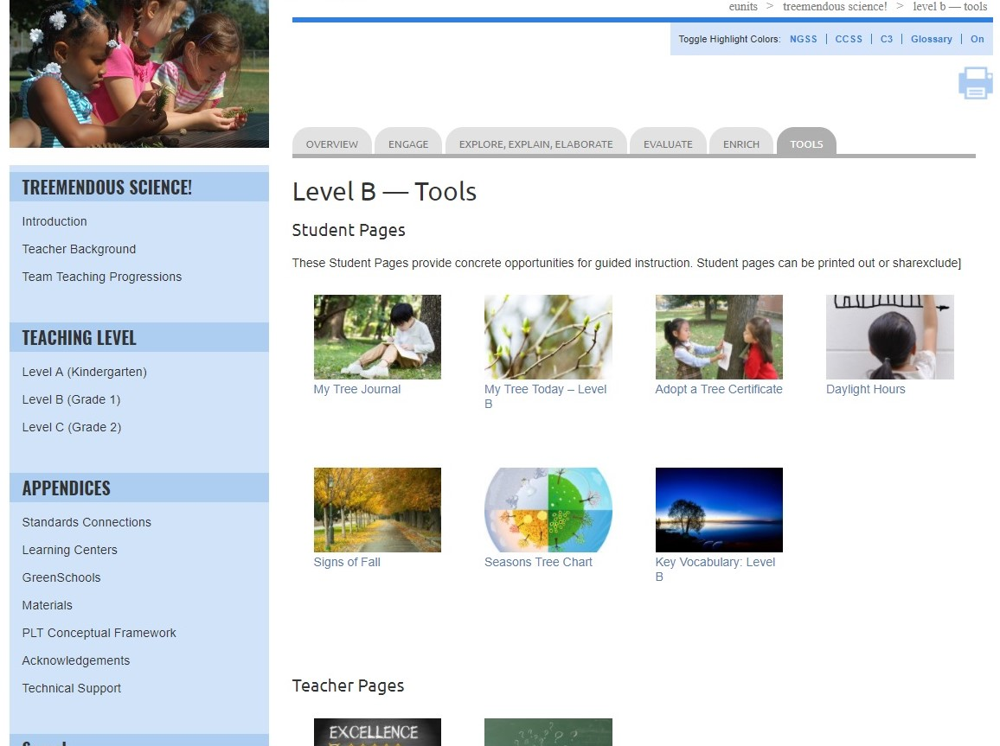 eunits > treemendous science! > level b — tools
Toggle Highlight Colors: NGSS | CCSS | C3 | Glossary | On
OVERVIEW ENGAGE EXPLORE, EXPLAIN, ELABORATE EVALUATE ENRICH TOOLS
TREEMENDOUS SCIENCE!
Introduction
Teacher Background
Team Teaching Progressions
TEACHING LEVEL
Level A (Kindergarten)
Level B (Grade 1)
Level C (Grade 2)
APPENDICES
Standards Connections
Learning Centers
GreenSchools
Materials
PLT Conceptual Framework
Acknowledgements
Technical Support
Level B — Tools
Student Pages
These Student Pages provide concrete opportunities for guided instruction. Student pages can be printed out or sharexclude]
My Tree Journal
My Tree Today – Level
B
Adopt a Tree Certificate
Daylight Hours
Signs of Fall
Seasons Tree Chart
Key Vocabulary: Level
B
Teacher Pages
EXCELLENCE